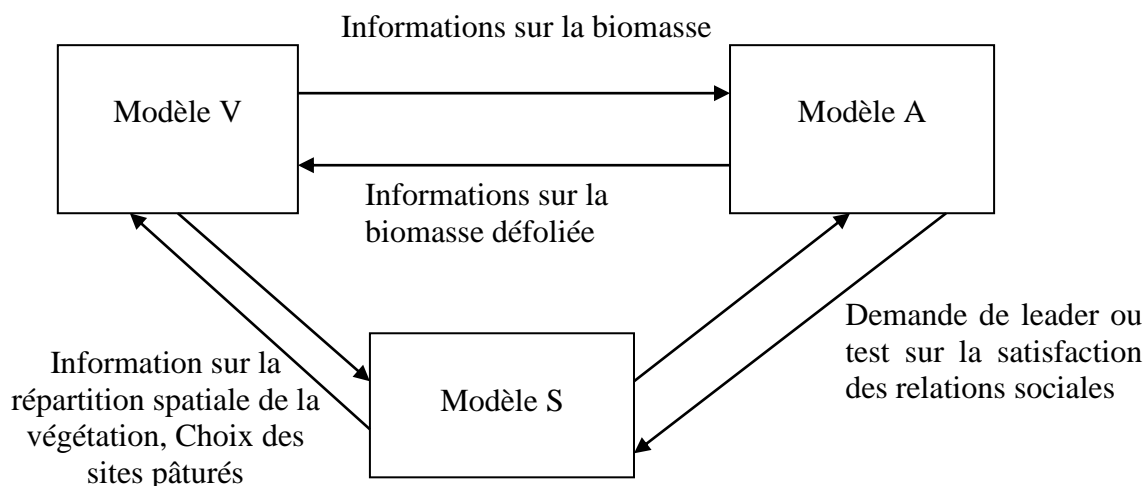 Informations sur la biomasse
Modèle V
Modèle A
Informations sur la
biomasse défoliée
Demande de leader ou
test sur la satisfaction
des relations sociales
Information sur la
répartition spatiale de la
végétation, Choix des
sites pâturés
Modèle S